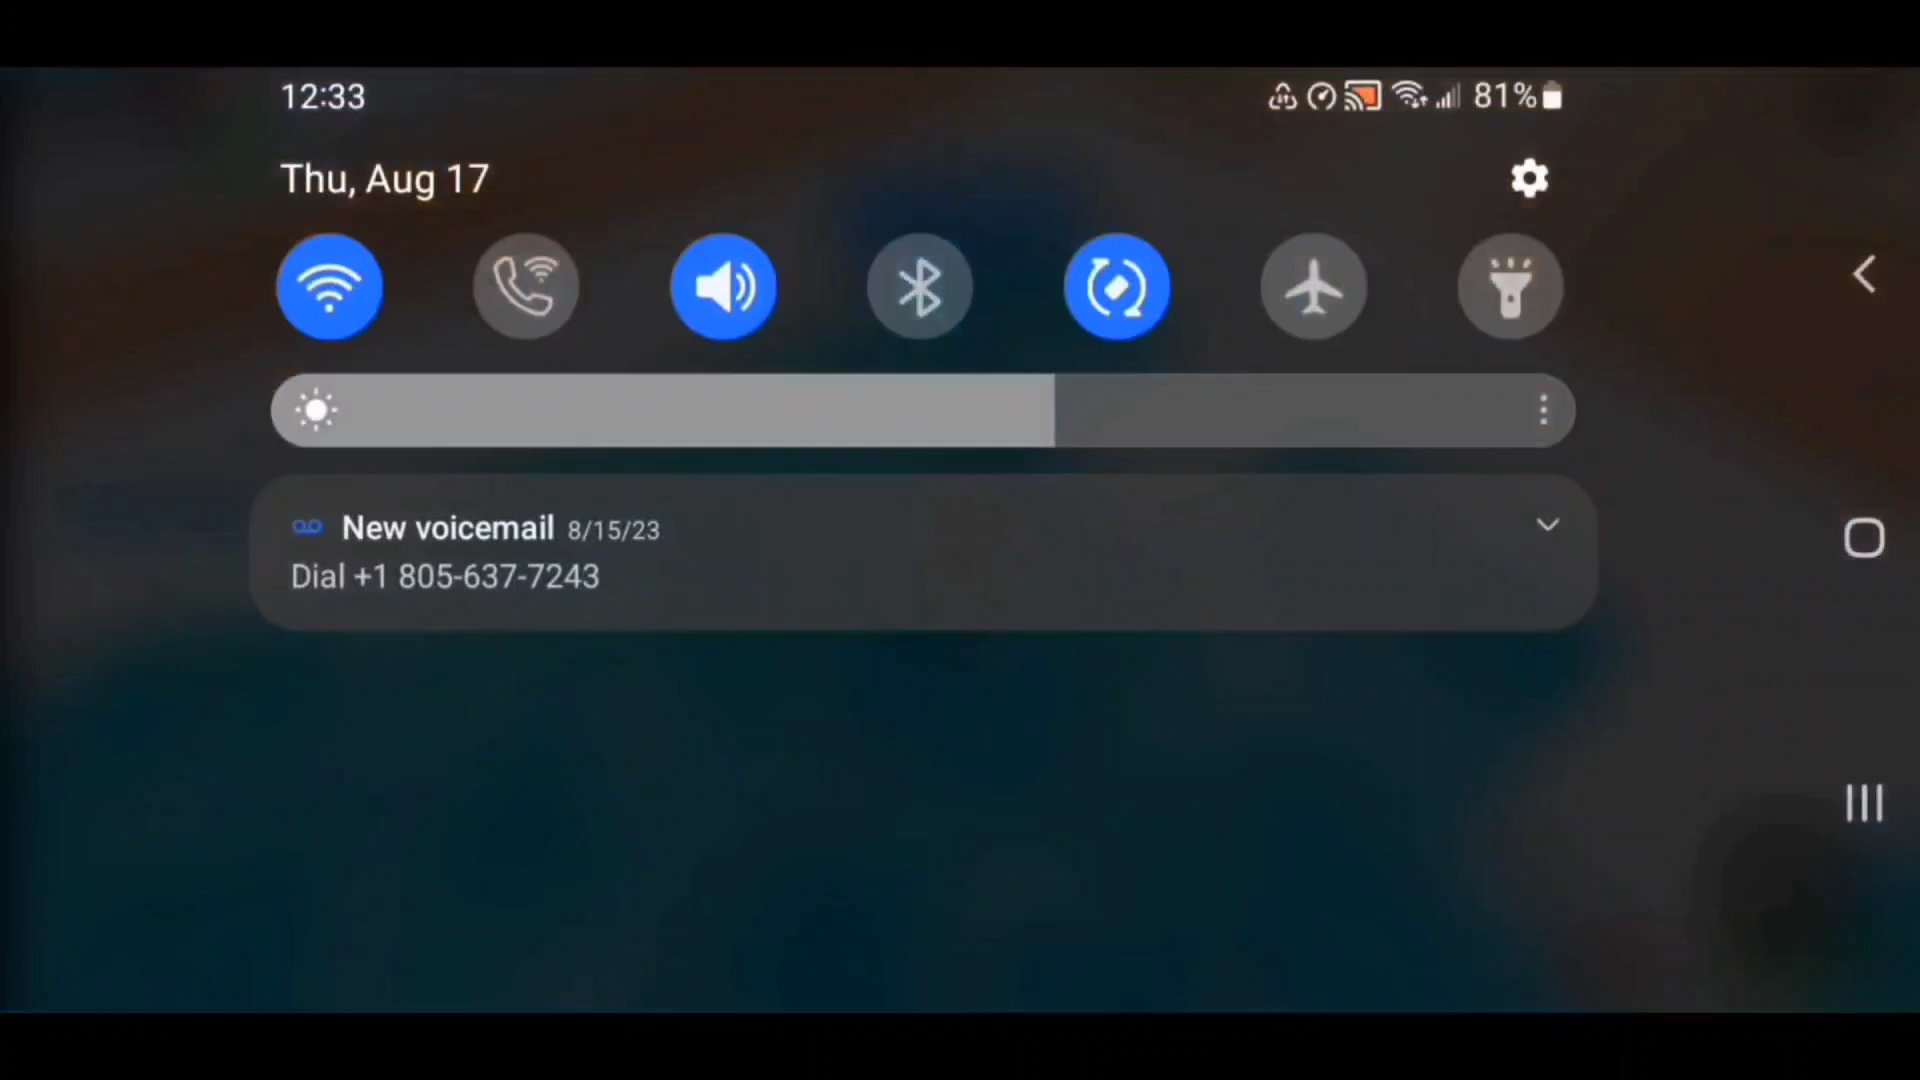 12:33
81%
Thu, Aug 17
New voicemail 8/15/23
Dial +1 805-637-7243